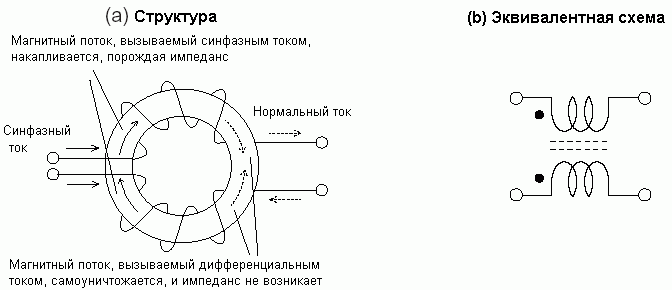 (a) Структура
(b) Эквивалентная схема
Магнитный поток, вызываемый синфазным током,
накапливается, порождая импеданс
Нормальный ток
Синфазный
ток
Магнитный поток, вызываемый дифференциальным
током, самоуничтожается, и импеданс не возникает